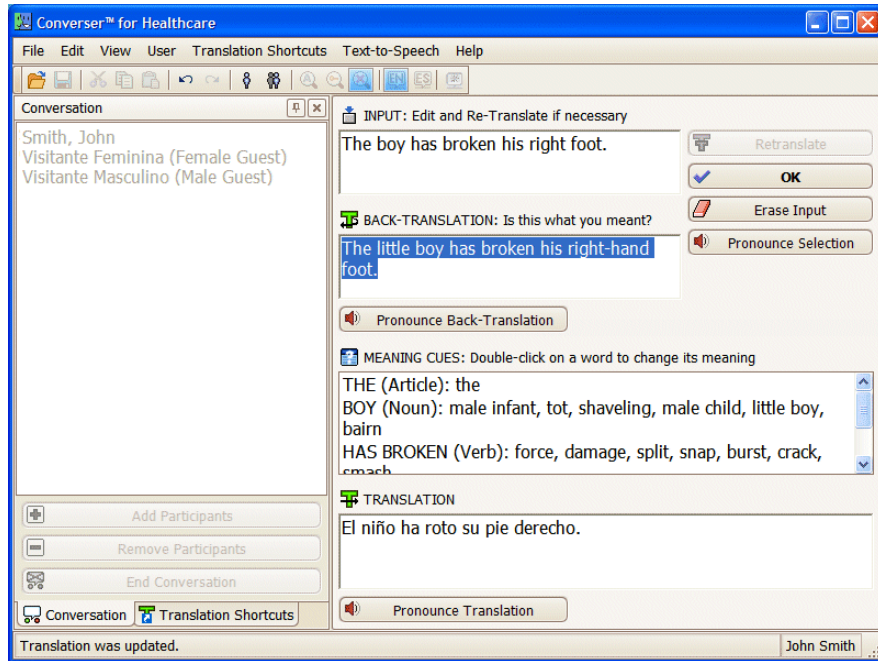 Converser™ for Healthcare
File Edit View User Translation Shortcuts Text-to-Speech Help
EN ES
Conversation
Smith, John
Visitante Feminina (Female Guest)
Visitante Masculino (Male Guest)
Add Participants
Remove Participants
End Conversation
Conversation Translation Shortcuts
INPUT: Edit and Re-Translate if necessary
The boy has broken his right foot.
Retranslate
OK
Erase Input
Pronounce Selection
BACK-TRANSLATION: Is this what you meant?
The little boy has broken his right-hand
foot.
Pronounce Back-Translation
MEANING CUES: Double-click on a word to change its meaning
THE (Article): the
BOY (Noun): male infant, tot, shaveling, male child, little boy,
bairn
HAS BROKEN (Verb): force, damage, split, snap, burst, crack,
smash
TRANSLATION
El niño ha roto su pie derecho.
Pronounce Translation
Translation was updated.
John Smith